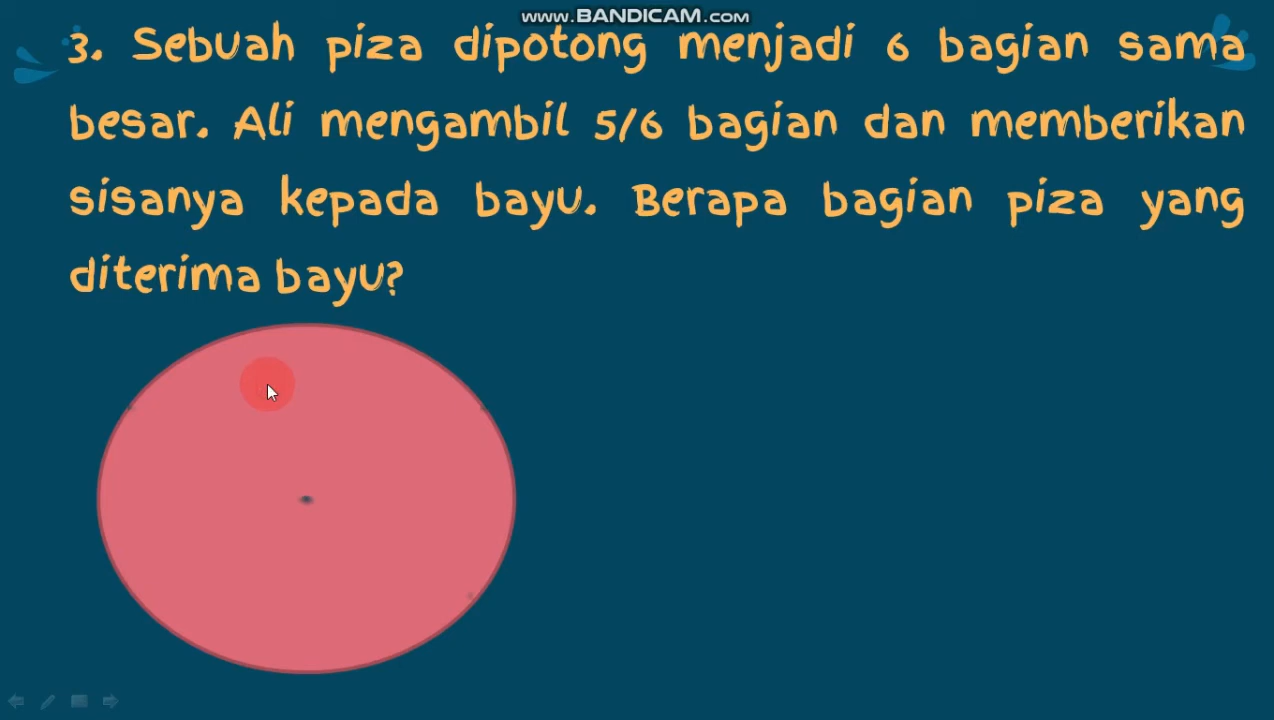 www.BANDICAM.com
3. Sebuah piza dipotong menjadi 6 bagian sama
besar. Ali mengambil 5/6 bagian dan memberikan
sisanya kepada bayu. Berapa bagian piza yang
diterima bayu?